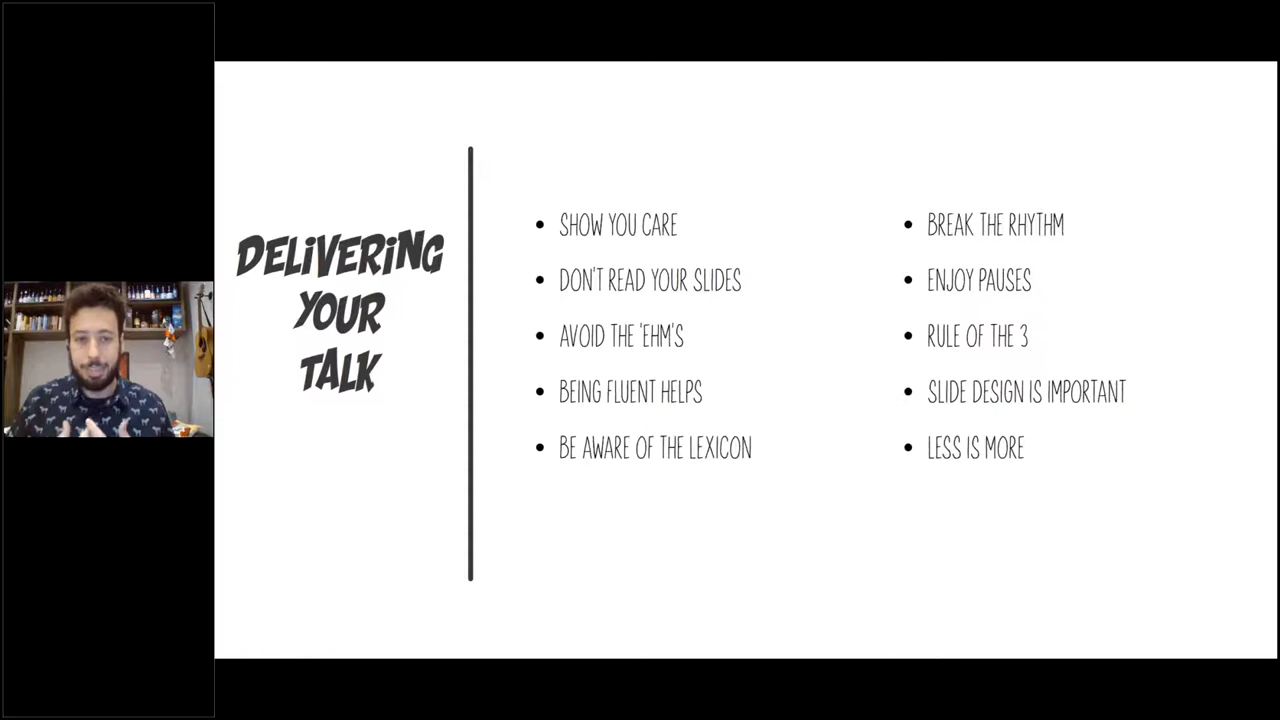 DELIVERING
YOUR
TALK
• SHOW YOU CARE
• DON'T READ YOUR SLIDES
• AVOID THE 'EHM'S
• BEING FLUENT HELPS
• BE AWARE OF THE LEXICON
• BREAK THE RHYTHM
• ENJOY PAUSES
• RULE OF THE 3
• SLIDE DESIGN IS IMPORTANT
• LESS IS MORE